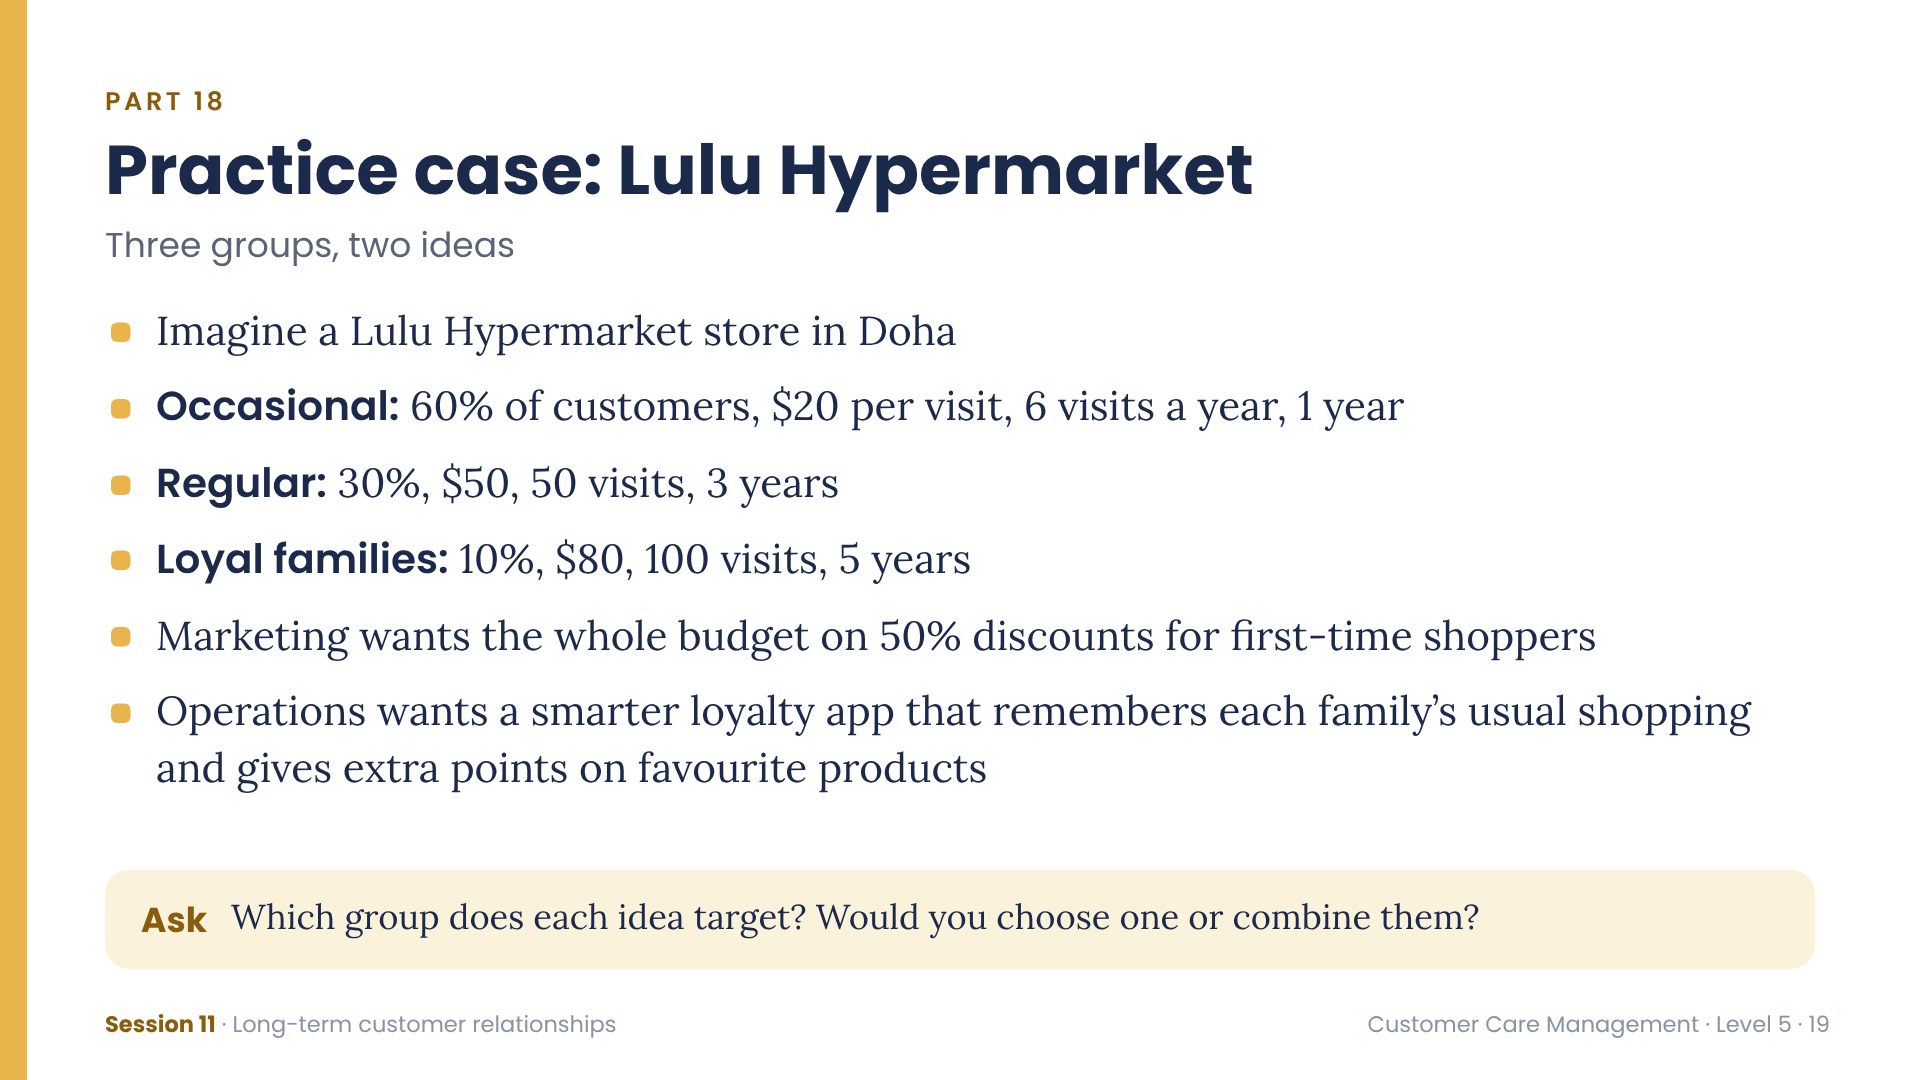 PART 18
Practice case: Lulu Hypermarket
Three groups, two ideas
Imagine a Lulu Hypermarket store in Doha
Occasional: 60% of customers, $20 per visit, 6 visits a year, 1 year
Regular: 30%, $50, 50 visits, 3 years
Loyal families: 10%, $80, 100 visits, 5 years
Marketing wants the whole budget on 50% discounts for first-time shoppers
Operations wants a smarter loyalty app that remembers each family’s usual shopping
and gives extra points on favourite products
Ask Which group does each idea target? Would you choose one or combine them?
Session 11 · Long-term customer relationships
Customer Care Management · Level 5 · 19